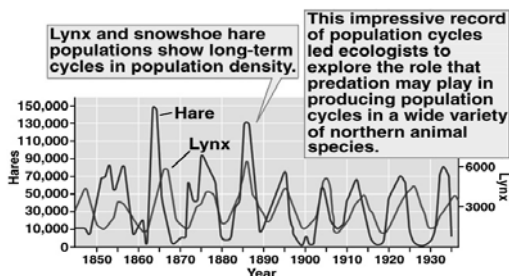 Lynx and snowshoe hare
populations show long-term
cycles in population density.
This impressive record
of population cycles
led ecologists to
explore the role that
predation may play in
producing population
cycles in a wide variety
of northern animal
species.
150,000
130,000
110,000
90,000
70,000
50,000
30,000
10,000
0
Hares
Hare
Lynx
6000
3000
Lynx
1850 1860 1870 1880 1890 1900 1910 1920 1930
Year